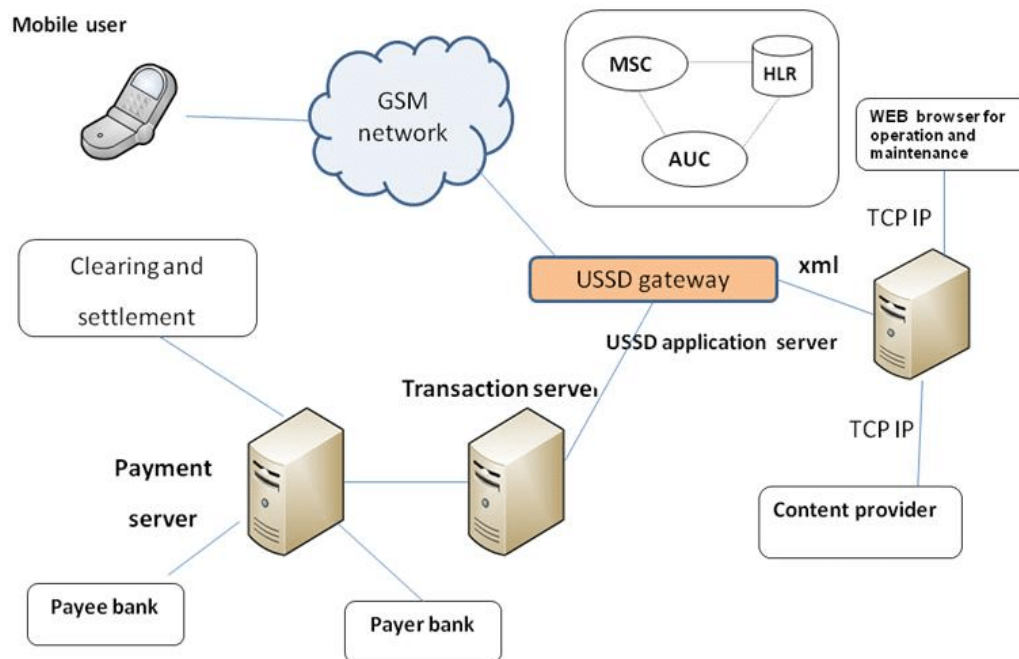 Mobile user
GSM
network
MSC
HLR
AUC
WEB browser for
operation and
maintenance
TCP IP
Clearing and
settlement
USSD gateway
xml
USSD application server
Transaction server
TCP IP
Payment
server
Content provider
Payee bank
Payer bank